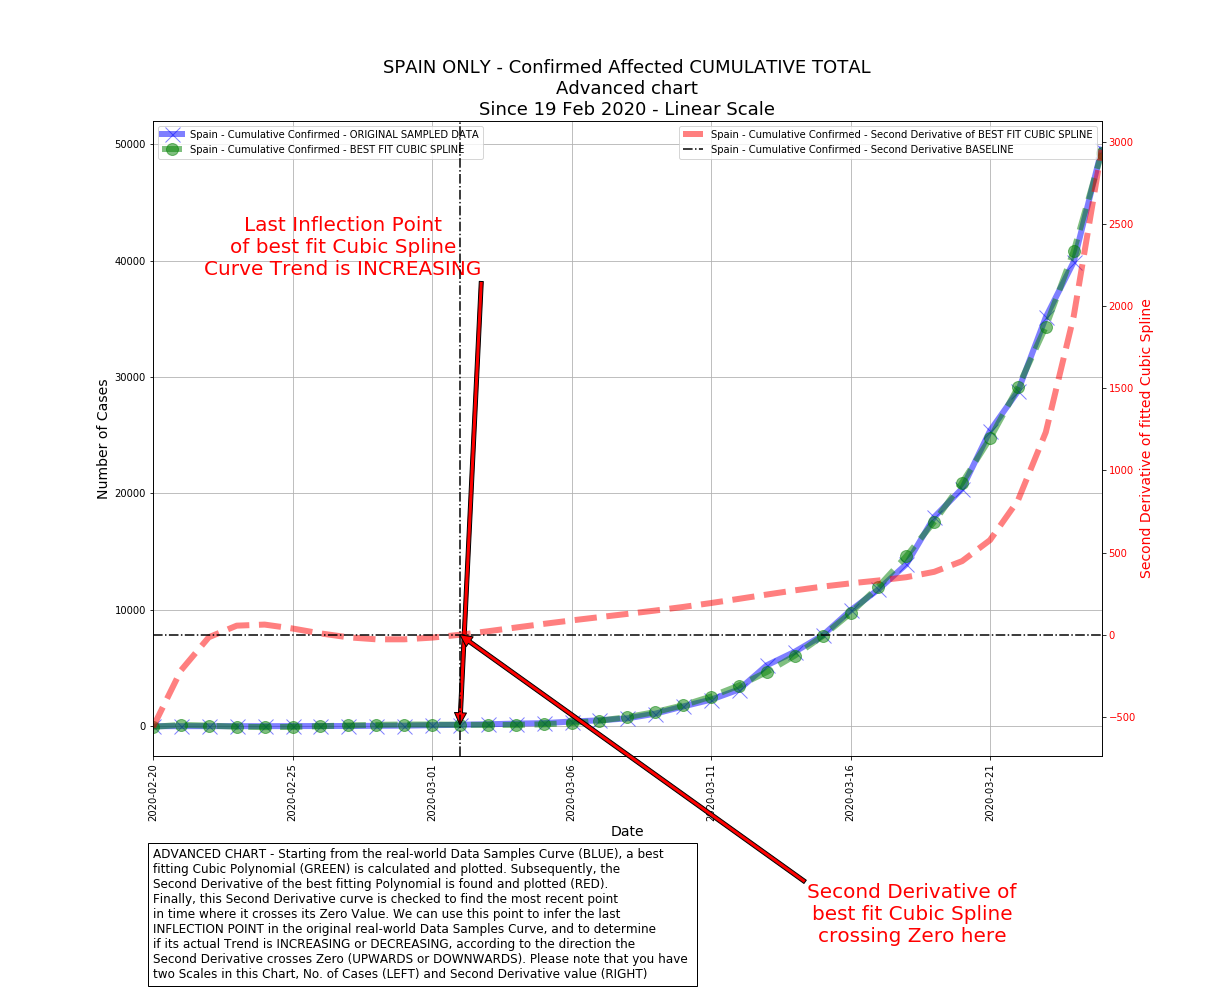 SPAIN ONLY - Confirmed Affected CUMULATIVE TOTAL
Advanced chart
Since 19 Feb 2020 - Linear Scale
Spain - Cumulative Confirmed - ORIGINAL SAMPLED DATA
Spain - Cumulative Confirmed - BEST FIT CUBIC SPLINE
Spain - Cumulative Confirmed - Second Derivative of BEST FIT CUBIC SPLINE
Spain - Cumulative Confirmed - Second Derivative BASELINE
Last Inflection Point
of best fit Cubic Spline
Curve Trend is INCREASING
Number of Cases
50000
40000
30000
20000
10000
0
Second Derivative of fitted Cubic Spline
3000
2500
2000
1500
1000
500
0
−500
2020-02-20
2020-02-25
2020-03-01
2020-03-06
2020-03-11
2020-03-16
2020-03-21
Date
ADVANCED CHART - Starting from the real-world Data Samples Curve (BLUE), a best
fitting Cubic Polynomial (GREEN) is calculated and plotted. Subsequently, the
Second Derivative of the best fitting Polynomial is found and plotted (RED).
Finally, this Second Derivative curve is checked to find the most recent point
in time where it crosses its Zero Value. We can use this point to infer the last
INFLECTION POINT in the original real-world Data Samples Curve, and to determine
if its actual Trend is INCREASING or DECREASING, according to the direction the
Second Derivative crosses Zero (UPWARDS or DOWNWARDS). Please note that you have
two Scales in this Chart, No. of Cases (LEFT) and Second Derivative value (RIGHT)
Second Derivative of
best fit Cubic Spline
crossing Zero here